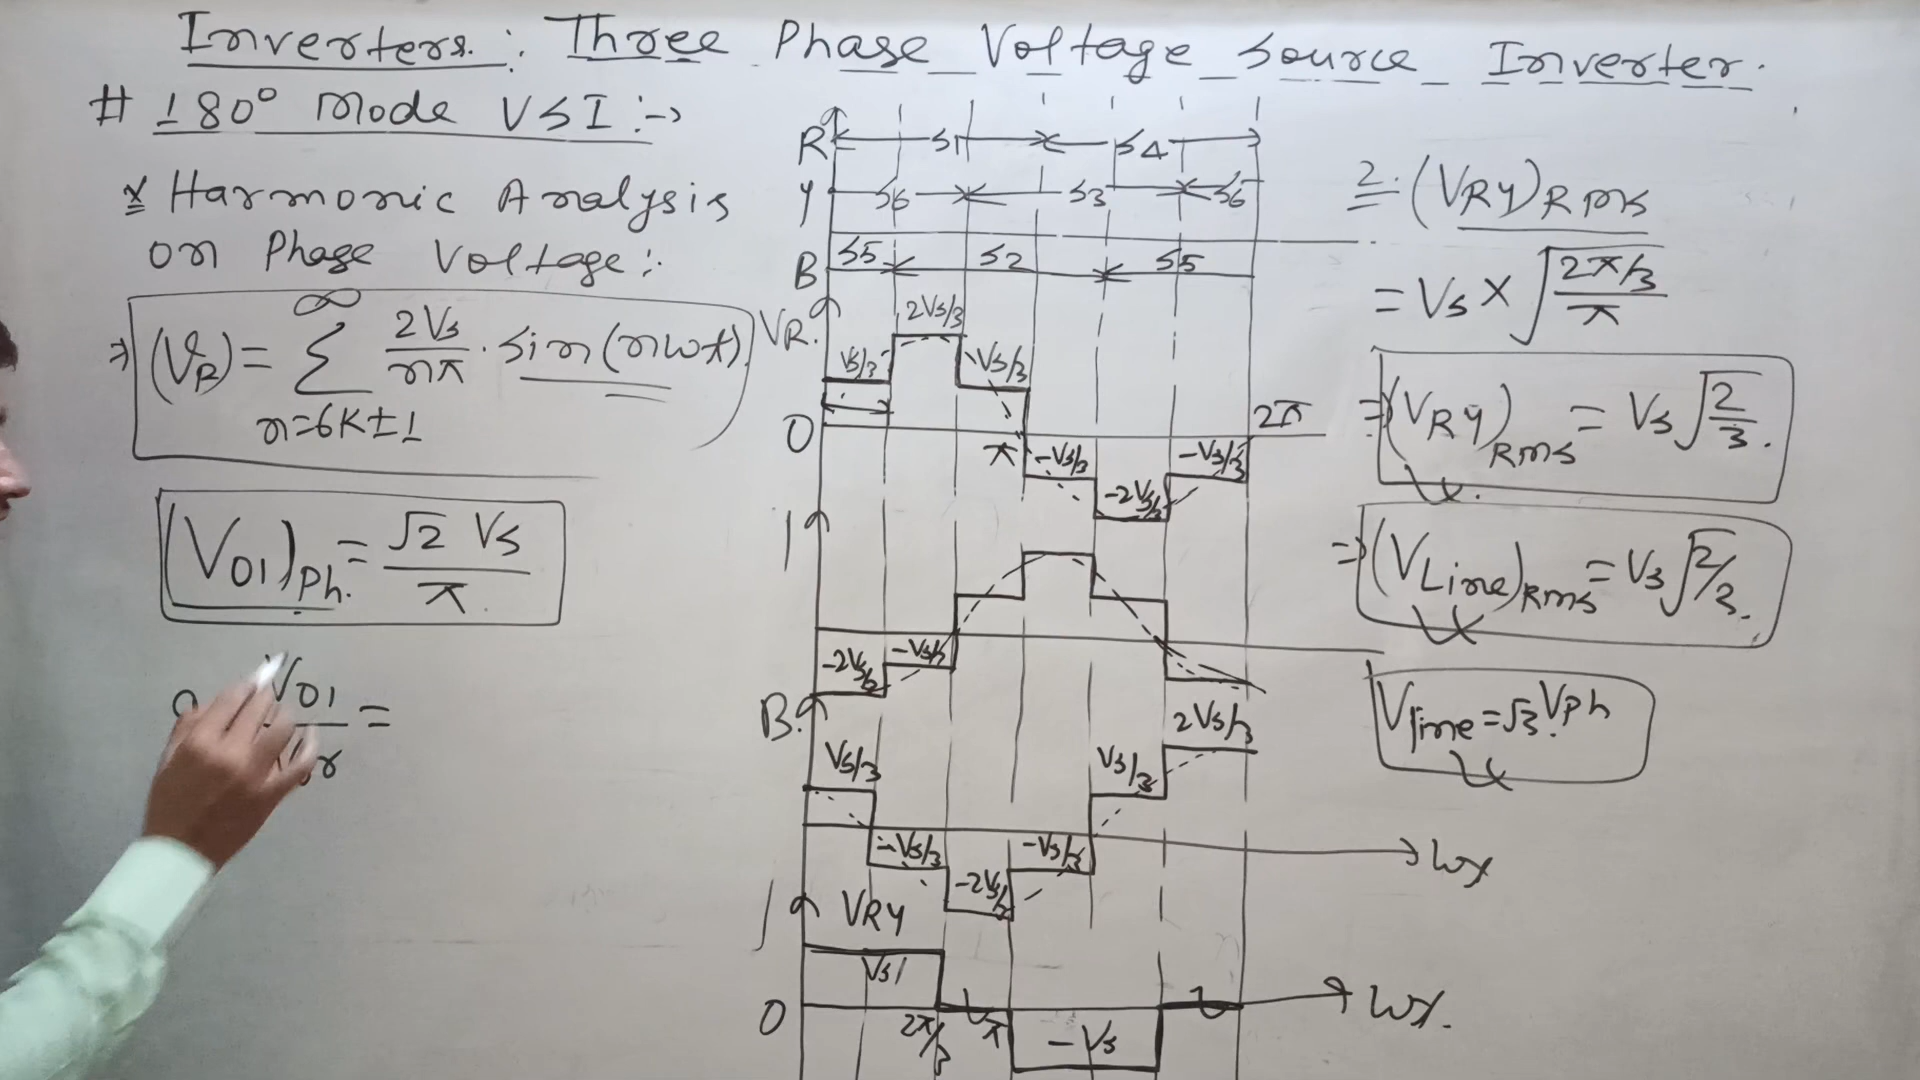 Inverters: Three Phase Voltage Source Inverter.
# 180° Mode VSI :→
* Harmonic Analysis
on Phase Voltage:
⇒ (VR) = ∞ Σ n=6K±1 2Vs/nπ · sin(nωt)
(V01)Ph. = √2 Vs/π
V01/
=
R S1 S4
Y S6 S3 S6
B S5 S2 S5
VR.
Vs/3 2Vs/3 Vs/3
0 π 2π
-Vs/3 -2Vs/3 -Vs/3
-2Vs/3 -Vs/3
B.
Vs/3 -Vs/3 -2Vs/3 -Vs/3 Vs/3 2Vs/3
ωt
VRY
Vs
0 2π/3 π
-Vs
ωt.
2. (VRY)Rms
= Vs × √(2π/3 / π)
⇒ (VRY)Rms = Vs √(2/3).
⇒ (VLine)Rms = Vs √(2/3).
Vline = √3 VPh